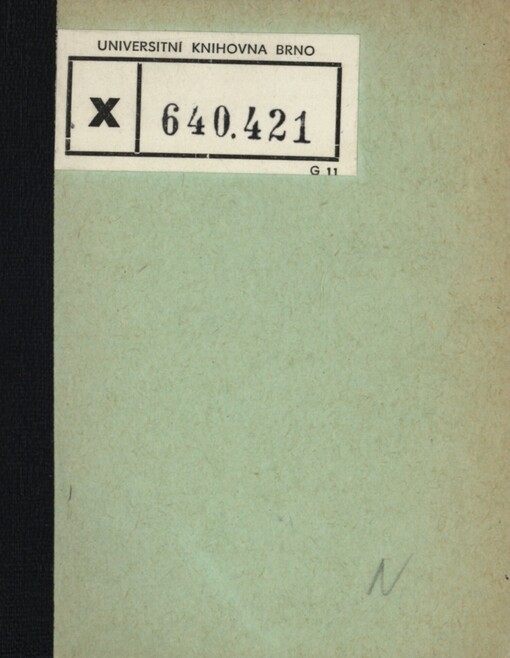 UNIVERSITNÍ KNIHOVNA BRNO
X 640.421
G 11
N